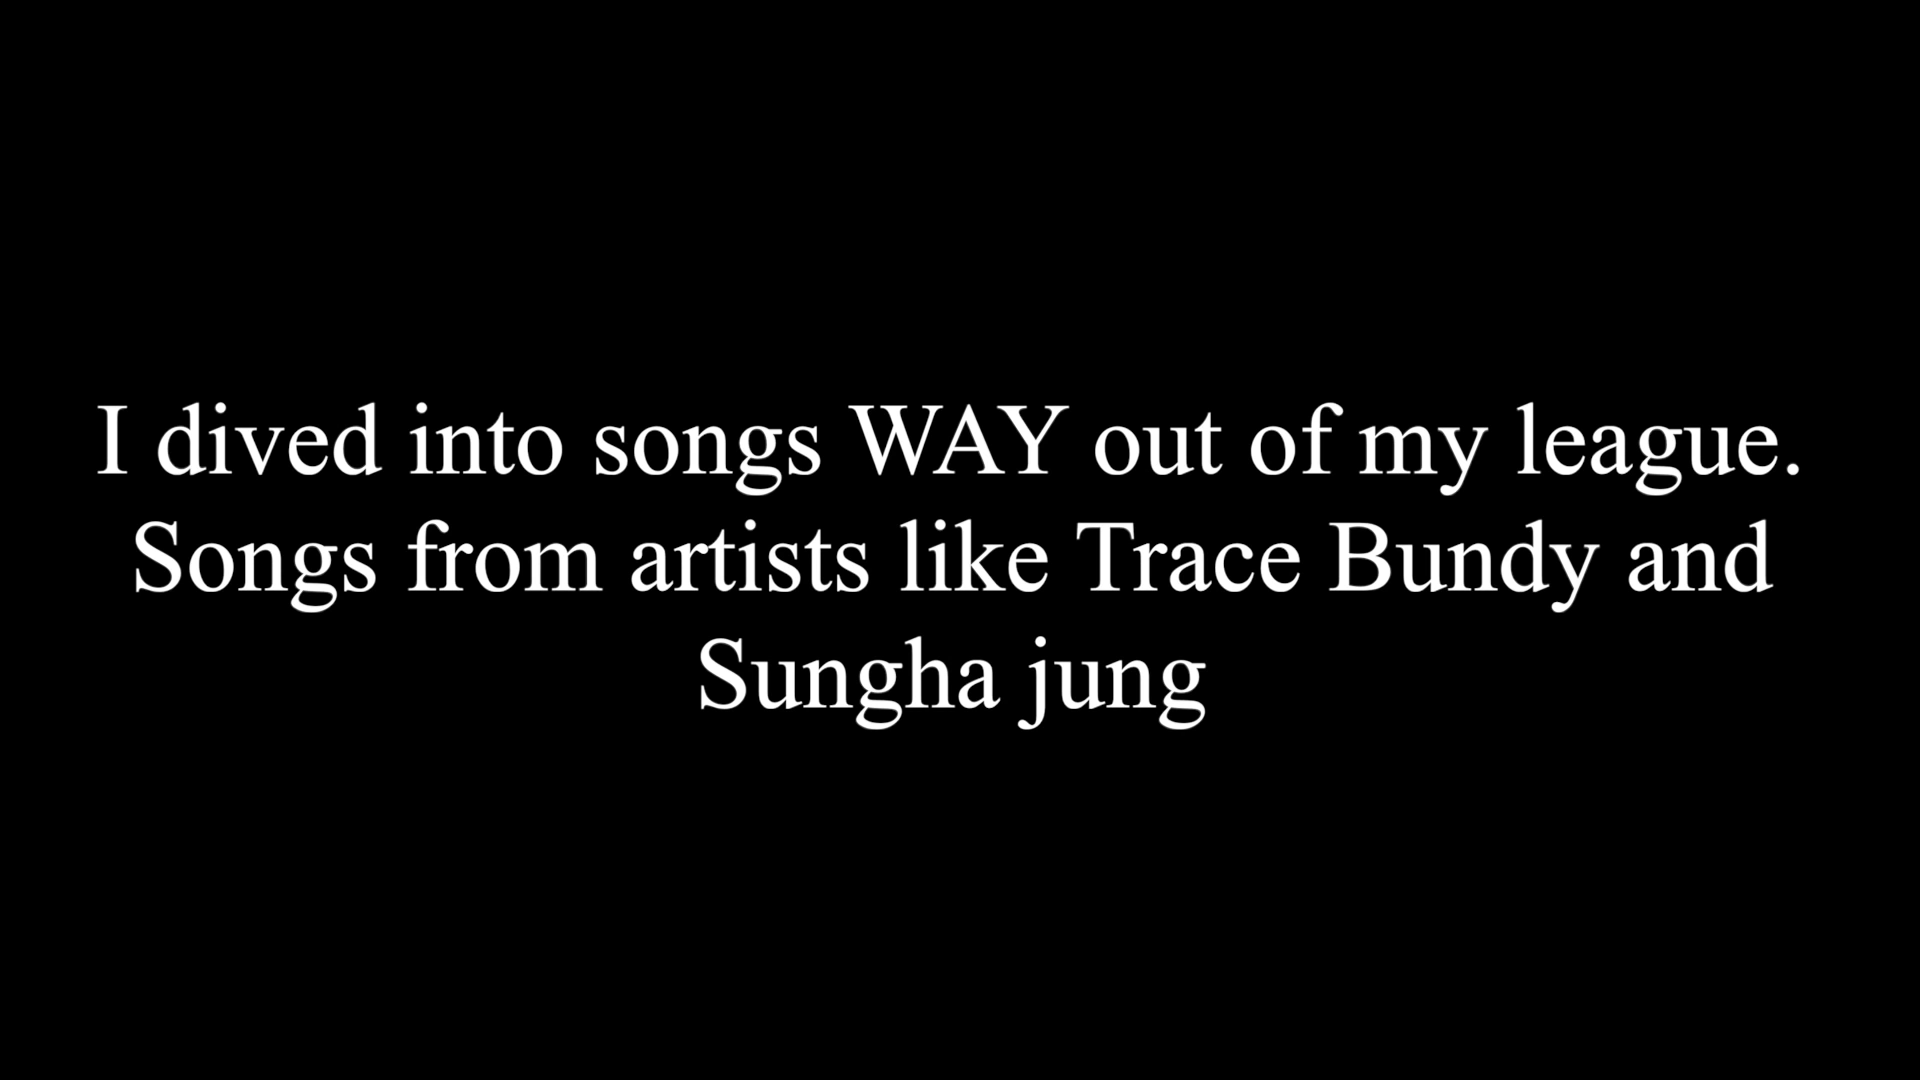 I dived into songs WAY out of my league.
Songs from artists like Trace Bundy and
Sungha jung